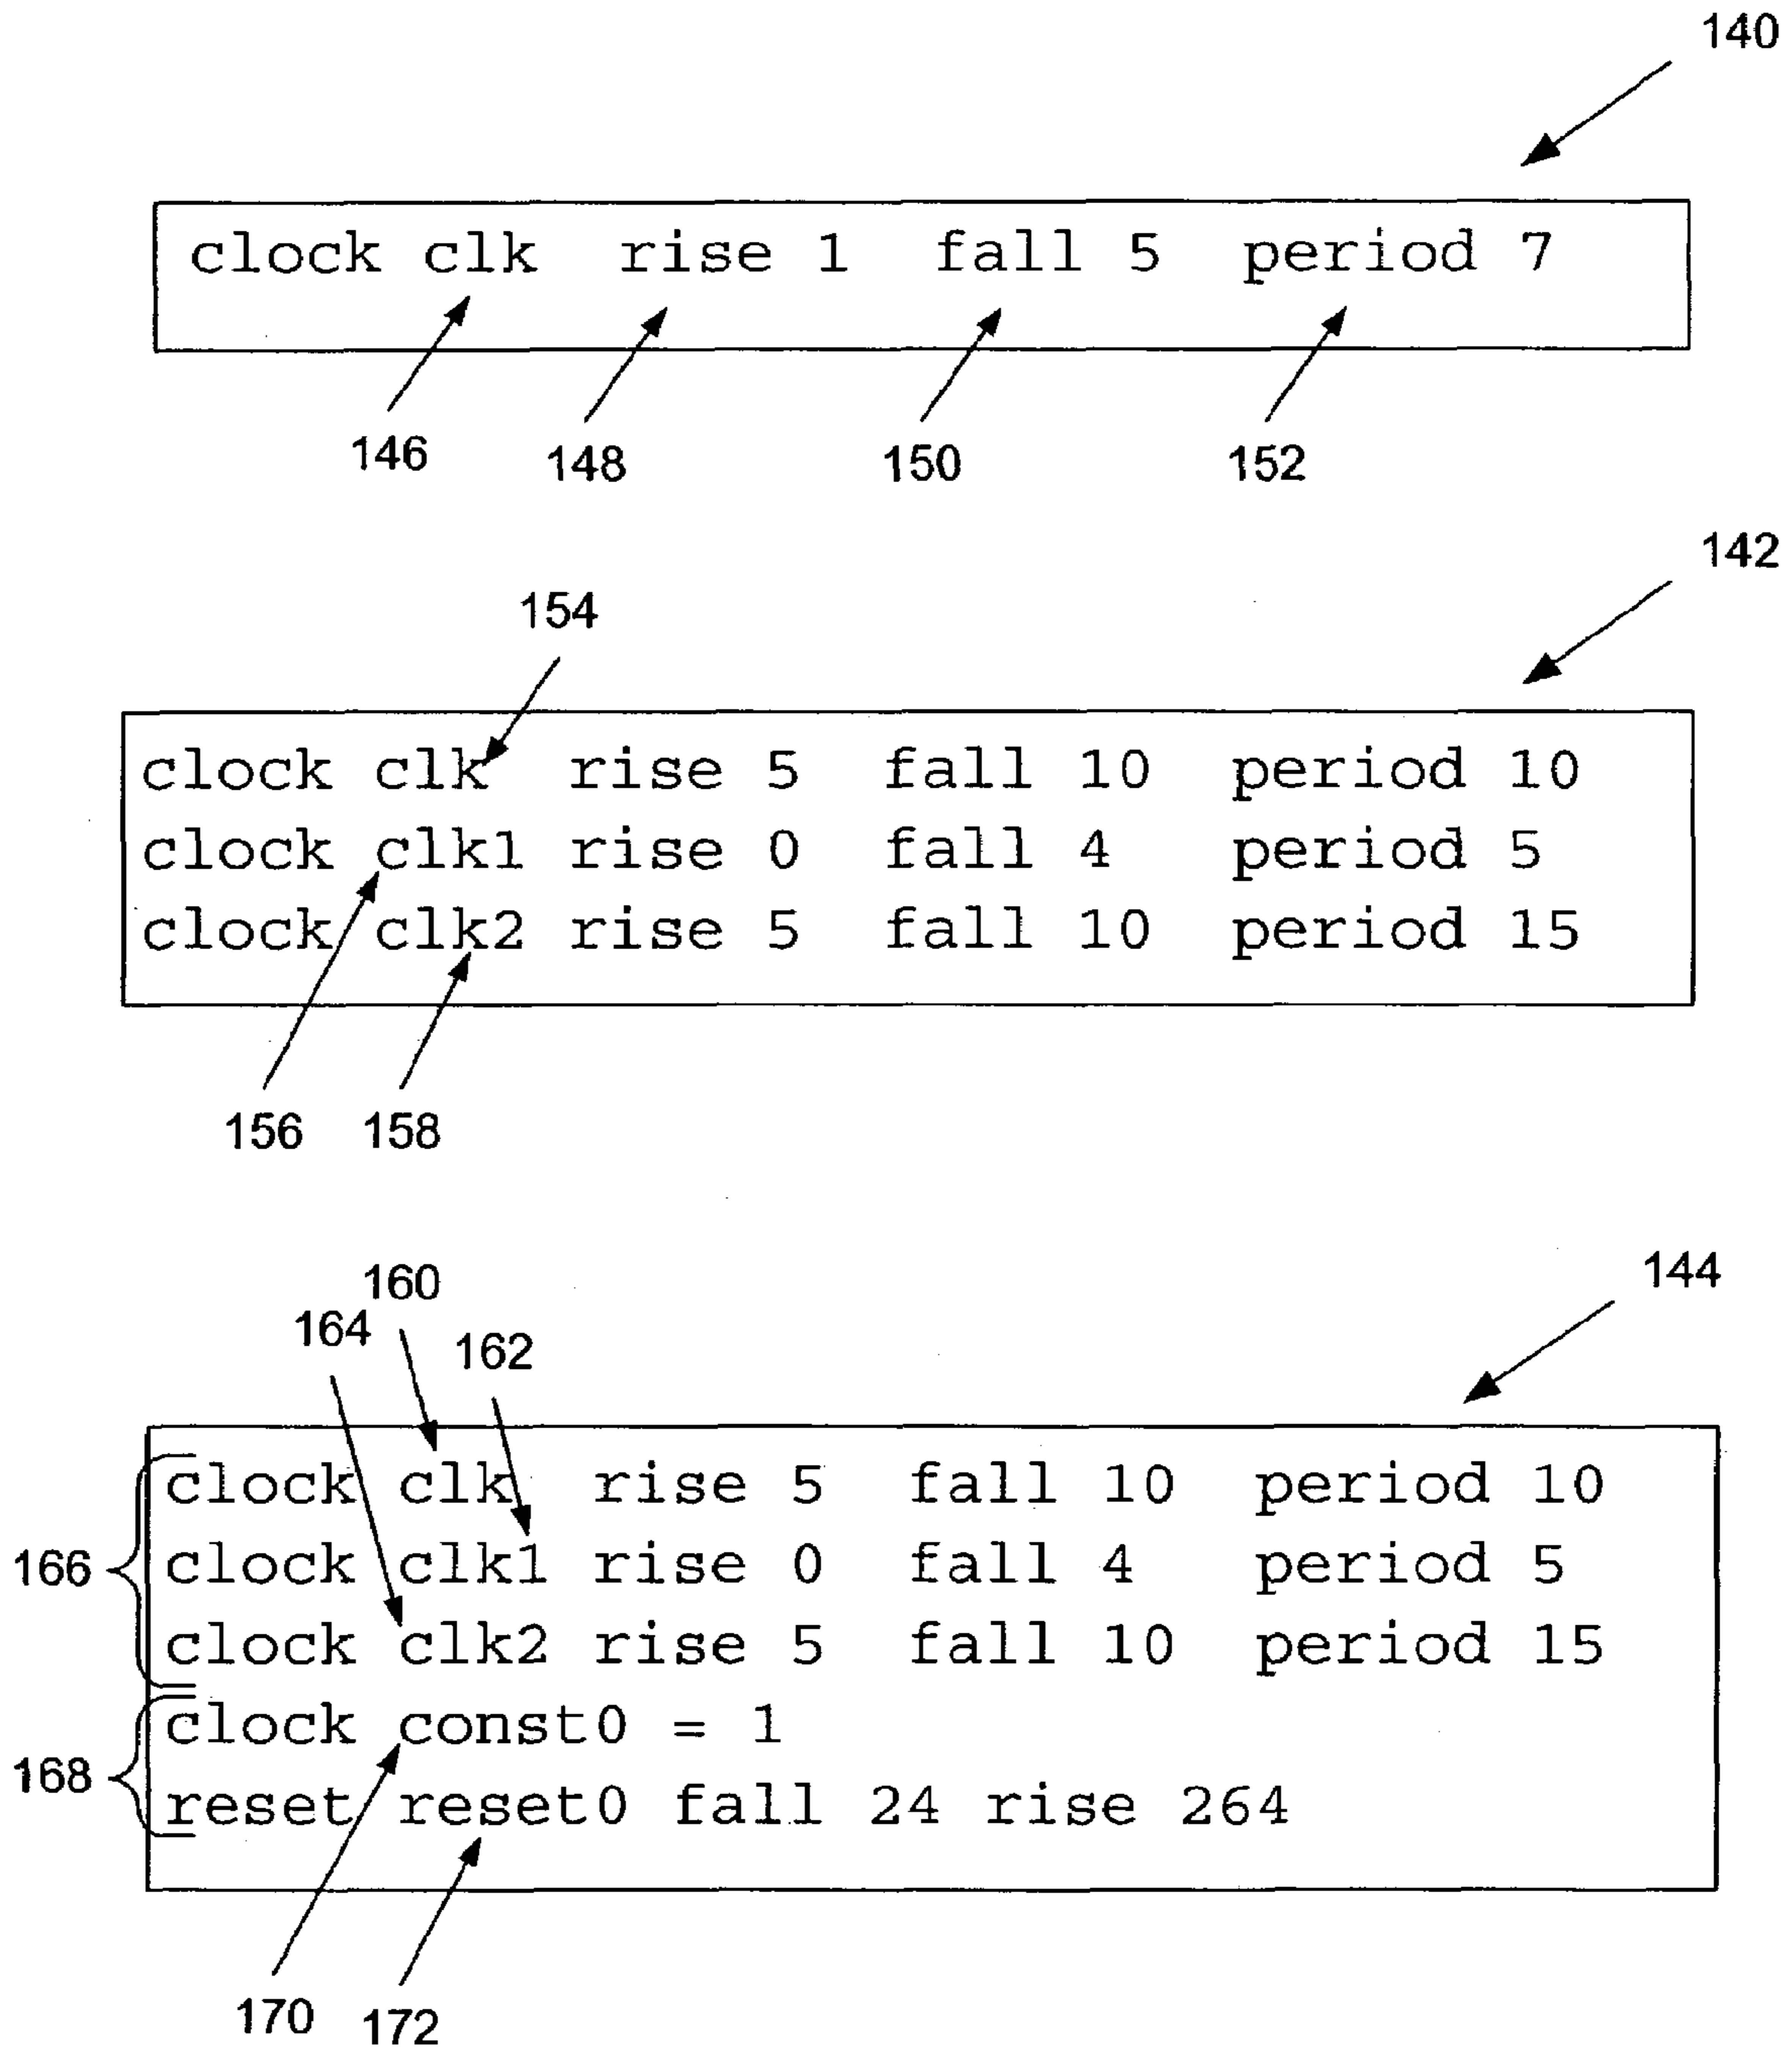 140
clock clk rise 1 fall 5 period 7
146 148 150 152
142
154
clock clk rise 5 fall 10 period 10
clock clk1 rise 0 fall 4 period 5
clock clk2 rise 5 fall 10 period 15
156 158
160
144
164
162
clock clk rise 5 fall 10 period 10
166
clock clk1 rise 0 fall 4 period 5
clock clk2 rise 5 fall 10 period 15
clock const0 = 1
168
reset reset0 fall 24 rise 264
170 172